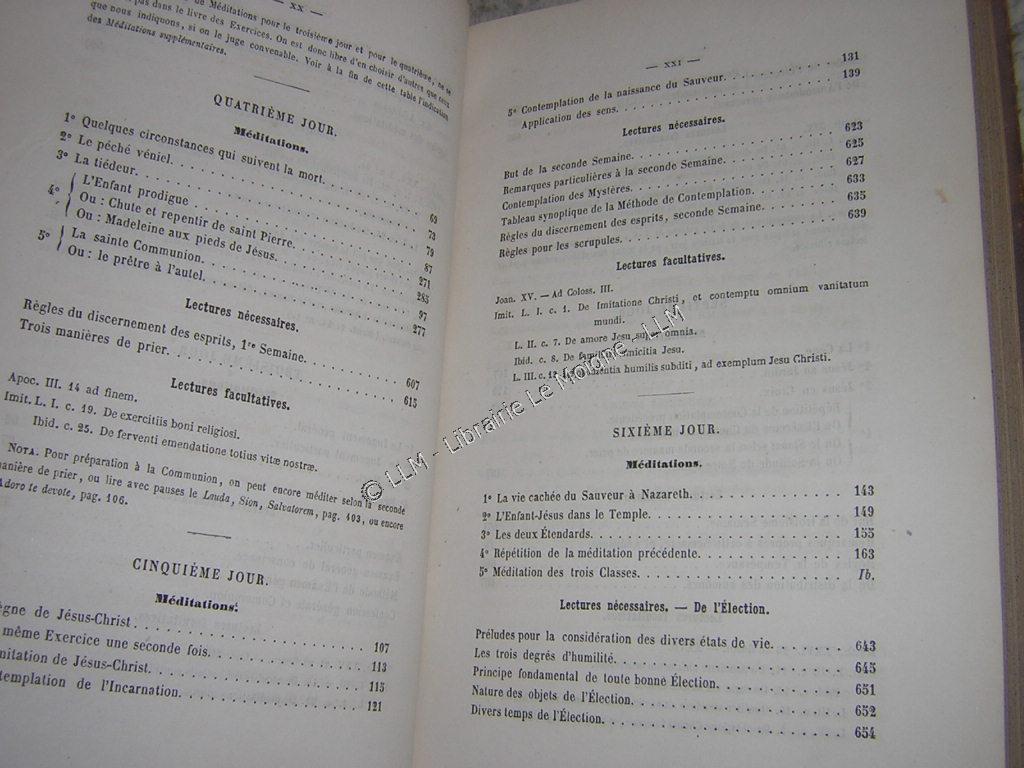 — XX —
de Méditations pour le troisième jour et pour le quatrième, ne se
pas dans le livre des Exercices. On est donc libre d'en choisir d'autres que ceux
que nous indiquons, si on le juge convenable. Voir à la fin de cette table l'indication
des Méditations supplémentaires.
QUATRIÈME JOUR.
Méditations.
1° Quelques circonstances qui suivent la mort. 69
2° Le péché véniel. 73
3° La tiédeur. 79
4° { L'Enfant prodigue 87
Ou : Chute et repentir de saint Pierre. 271
Ou : Madeleine aux pieds de Jésus. 285
5° { La sainte Communion. 97
Ou : le prêtre à l'autel. 277
Lectures nécessaires.
Règles du discernement des esprits, 1re Semaine. 607
Trois manières de prier. 615
Lectures facultatives.
Apoc. III. 14 ad finem.
Imit. L. I. c. 19. De exercitiis boni religiosi.
Ibid. c. 25. De ferventi emendatione totius vitæ nostræ.
NOTA. Pour préparation à la Communion, on peut encore méditer selon la seconde
manière de prier, ou lire avec pauses le Lauda, Sion, Salvatorem, pag. 403, ou encore
Adoro te devote, pag. 106.
CINQUIÈME JOUR.
Méditations.
ègne de Jésus-Christ 107
même Exercice une seconde fois. 113
mitation de Jésus-Christ. 115
templation de l'Incarnation. 121
— XXI —
5° Contemplation de la naissance du Sauveur. 131
Application des sens. 139
Lectures nécessaires.
But de la seconde Semaine. 623
Remarques particulières à la seconde Semaine. 625
Contemplation des Mystères. 627
Tableau synoptique de la Méthode de Contemplation. 633
Règles du discernement des esprits, seconde Semaine. 635
Règles pour les scrupules. 639
Lectures facultatives.
Joan. XV. — Ad Coloss. III.
Imit. L. I. c. 1. De Imitatione Christi, et contemptu omnium vanitatum
mundi.
L. II. c. 7. De amore Jesu super omnia.
Ibid. c. 8. De familiari amicitia Jesu.
L. III. c. 13. humilis subditi, ad exemplum Jesu Christi.
SIXIÈME JOUR.
Méditations.
1° La vie cachée du Sauveur à Nazareth. 143
2° L'Enfant-Jésus dans le Temple. 149
3° Les deux Étendards. 155
4° Répétition de la méditation précédente. 163
5° Méditation des trois Classes. Ib.
Lectures nécessaires. — De l'Élection.
Préludes pour la considération des divers états de vie. 643
Les trois degrés d'humilité. 645
Principe fondamental de toute bonne Élection. 651
Nature des objets de l'Élection. 652
Divers temps de l'Élection. 654
© LLM - Librairie Le Moigne - LLM